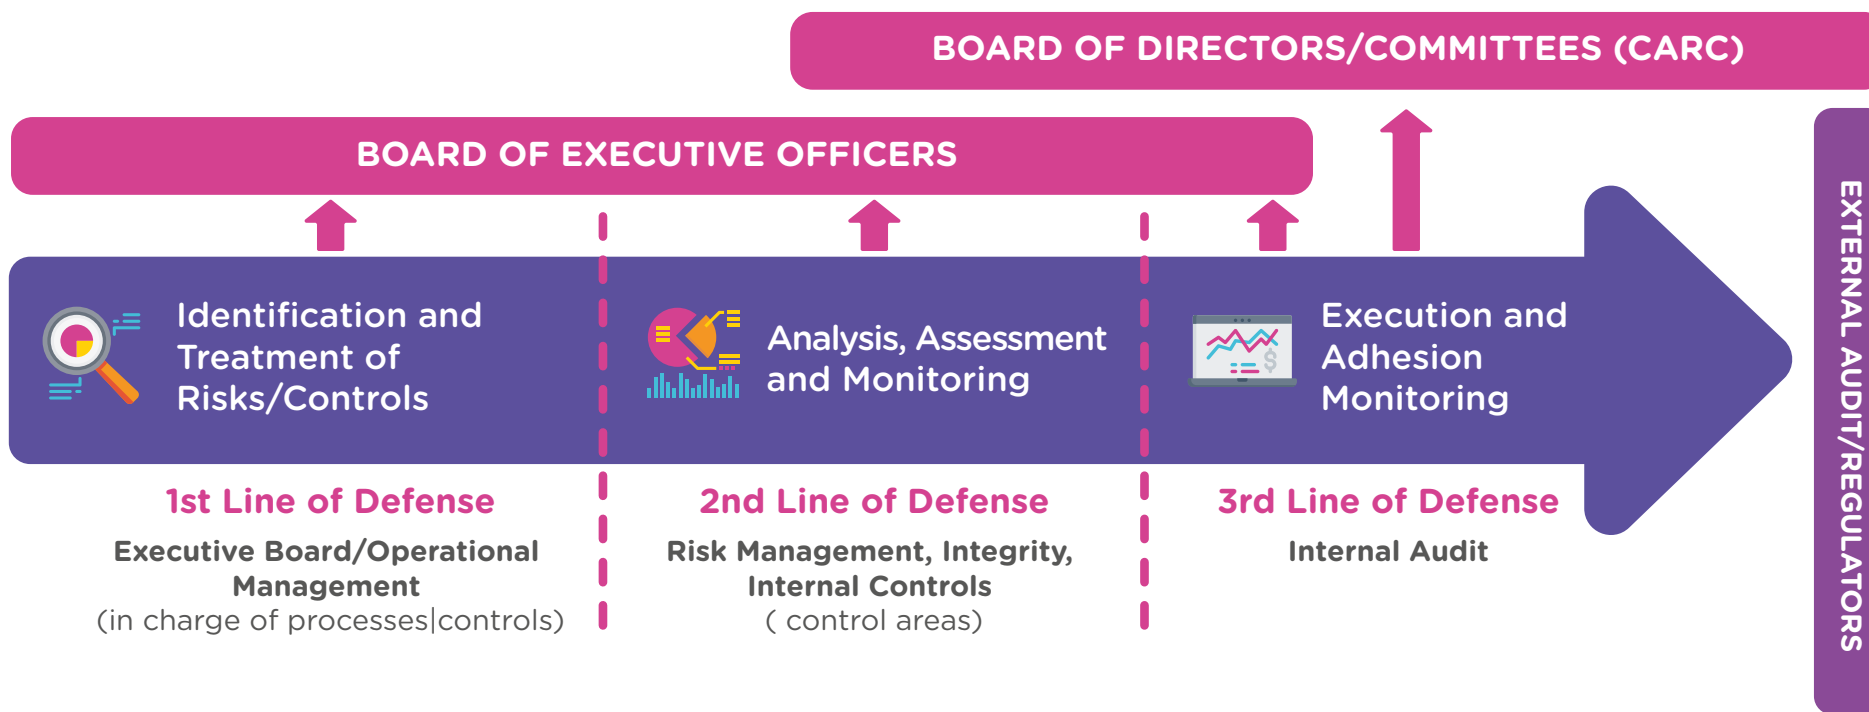 BOARD OF DIRECTORS/COMMITTEES (CARC)
BOARD OF EXECUTIVE OFFICERS
Identification and
Treatment of
Risks/Controls
Analysis, Assessment
and Monitoring
Execution and
Adhesion
Monitoring
1st Line of Defense
Executive Board/Operational
Management
(in charge of processes|controls)
2nd Line of Defense
Risk Management, Integrity,
Internal Controls
( control areas)
3rd Line of Defense
Internal Audit
EXTERNAL AUDIT/REGULATORS